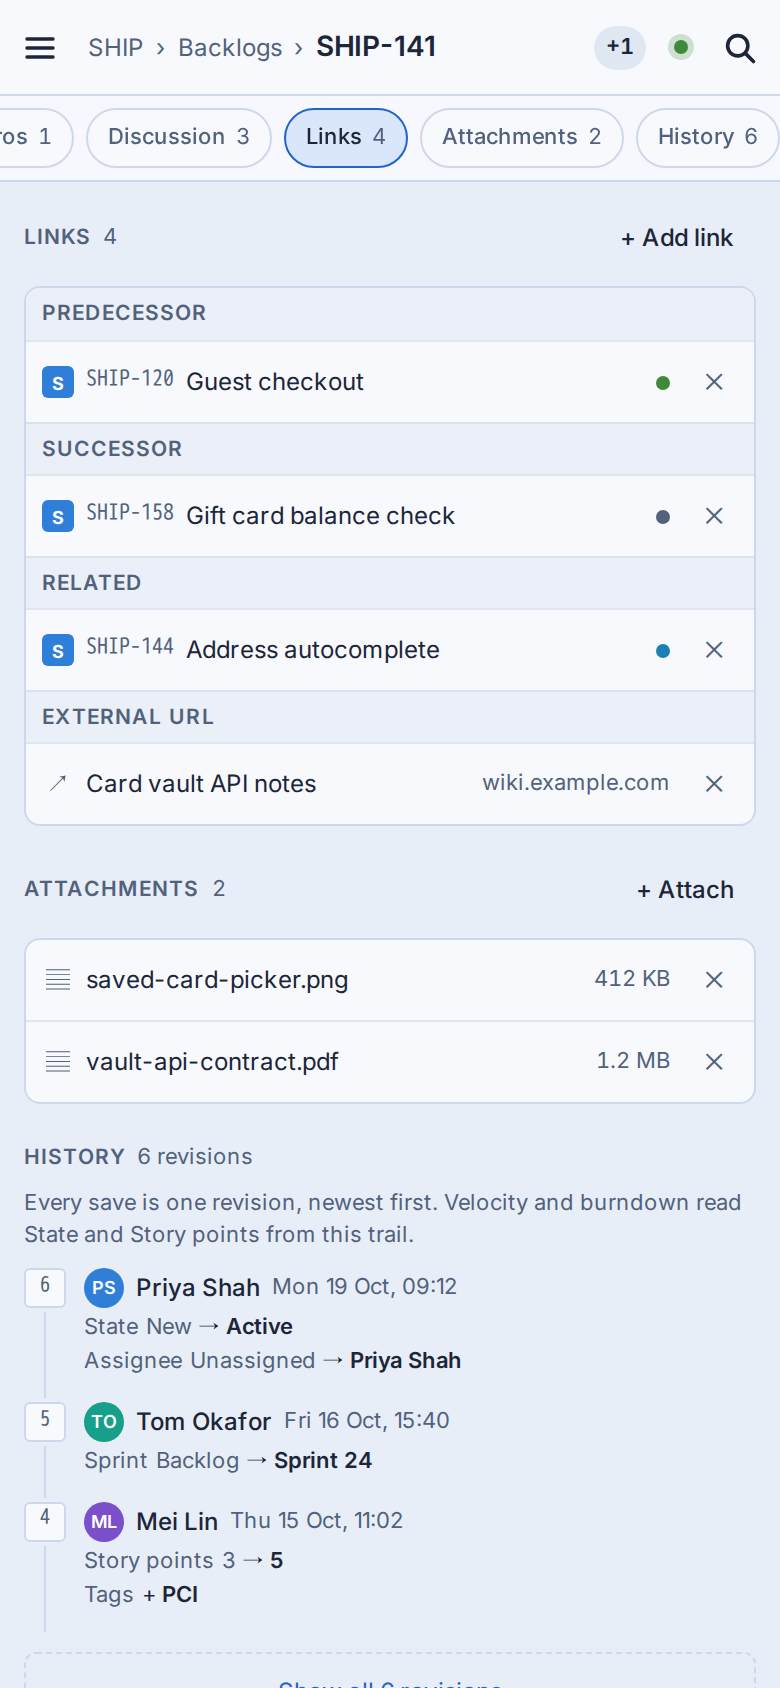 SHIP › Backlogs › SHIP-141 +1
ros 1 Discussion 3 Links 4 Attachments 2 History 6
LINKS 4 + Add link
PREDECESSOR
S SHIP-120 Guest checkout
SUCCESSOR
S SHIP-158 Gift card balance check
RELATED
S SHIP-144 Address autocomplete
EXTERNAL URL
Card vault API notes wiki.example.com
ATTACHMENTS 2 + Attach
saved-card-picker.png 412 KB
vault-api-contract.pdf 1.2 MB
HISTORY 6 revisions
Every save is one revision, newest first. Velocity and burndown read
State and Story points from this trail.
6 PS Priya Shah Mon 19 Oct, 09:12
State New → Active
Assignee Unassigned → Priya Shah
5 TO Tom Okafor Fri 16 Oct, 15:40
Sprint Backlog → Sprint 24
4 ML Mei Lin Thu 15 Oct, 11:02
Story points 3 → 5
Tags + PCI
Show all 6 revisions